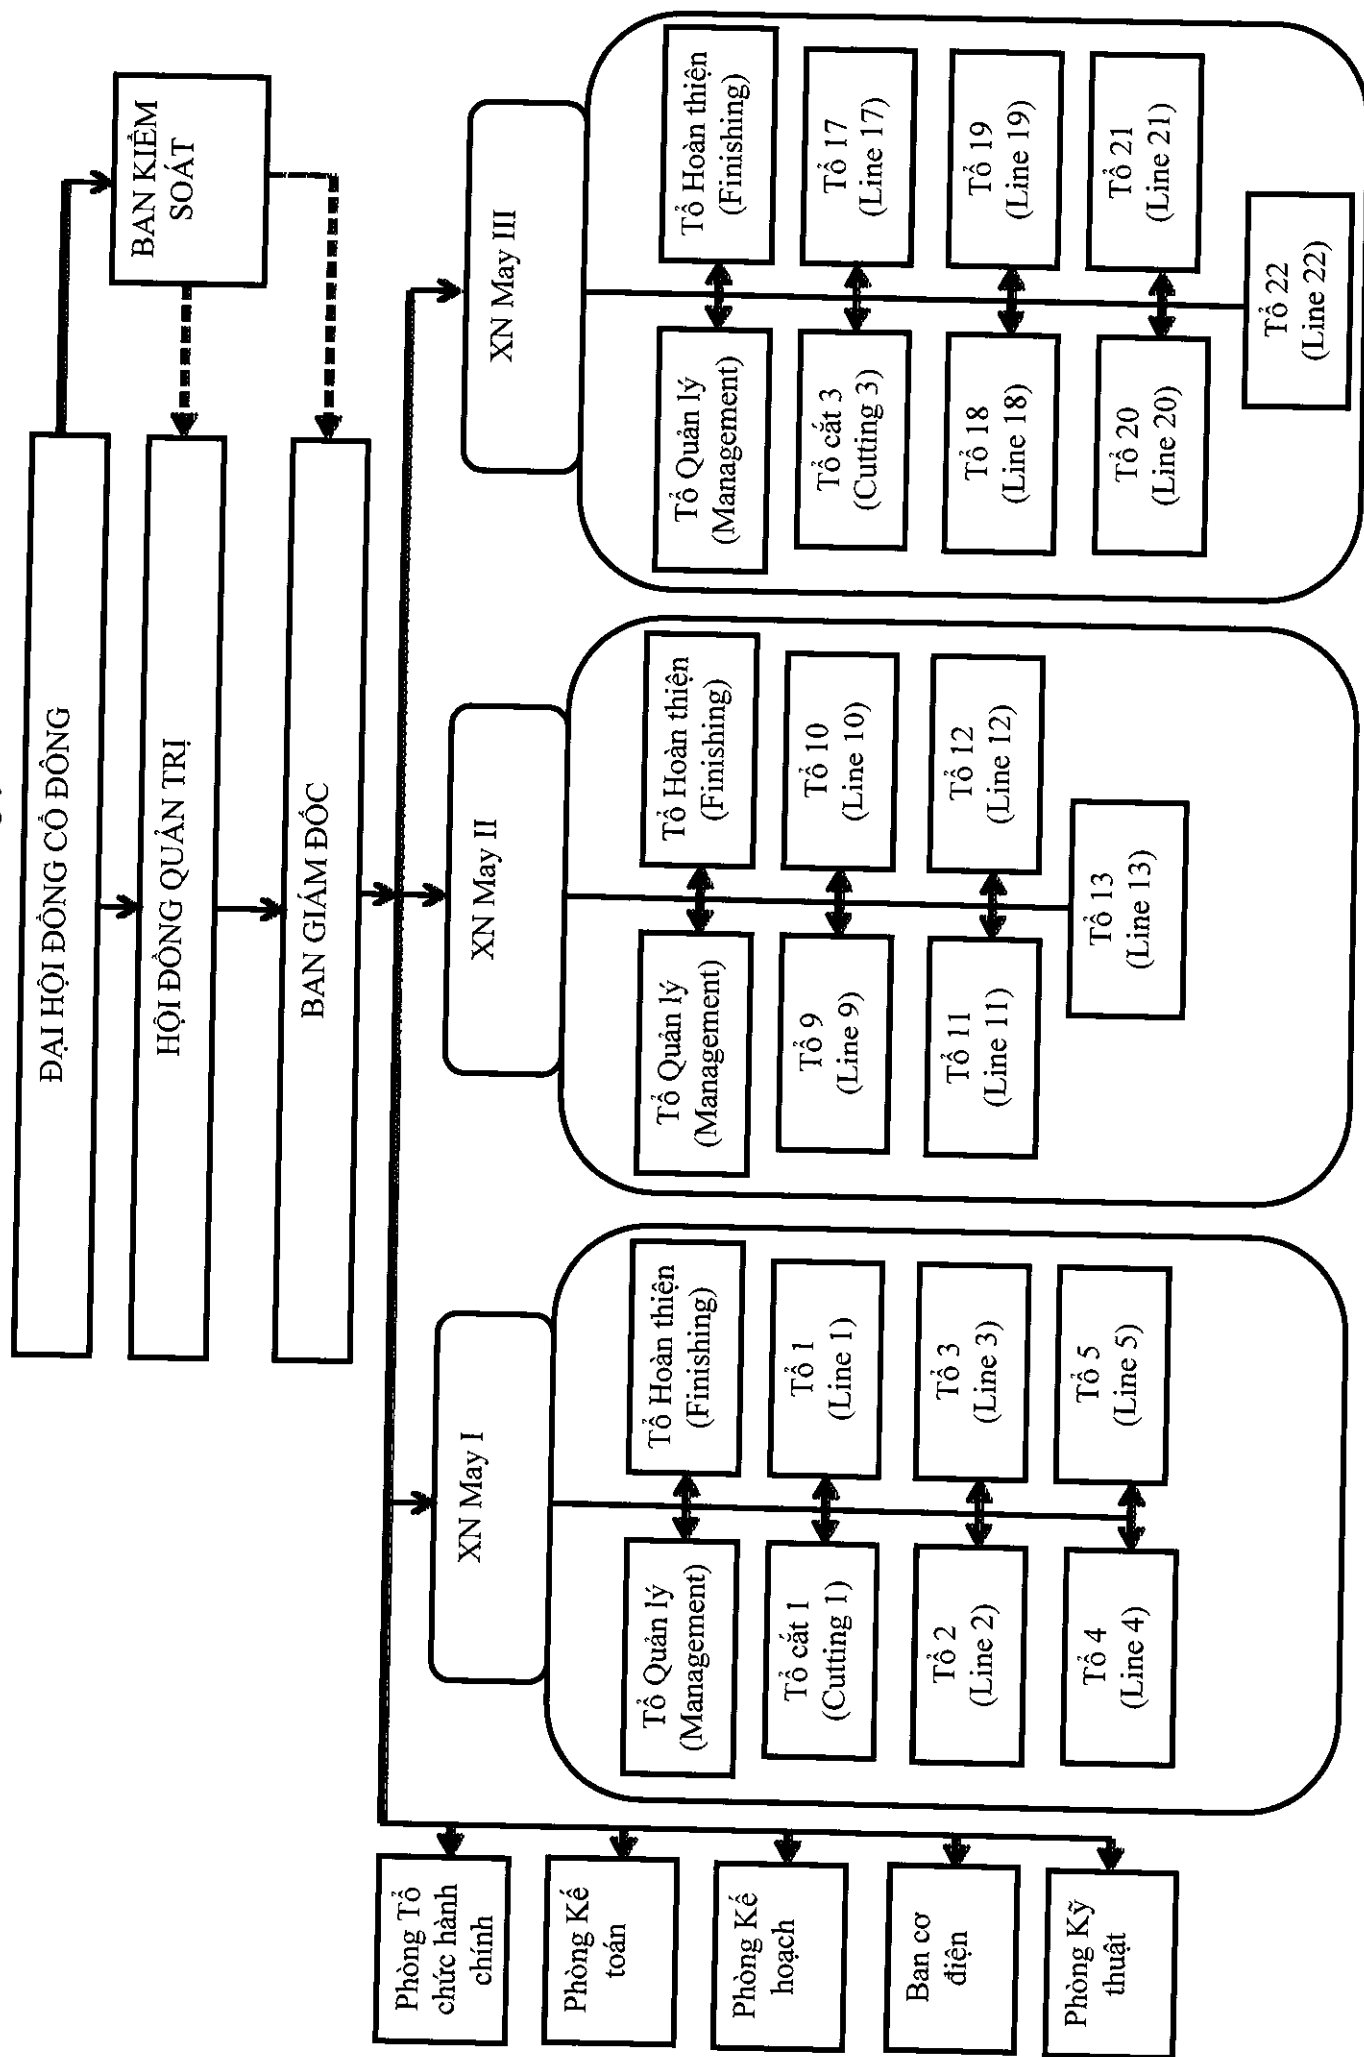 ĐẠI HỘI ĐỒNG CỔ ĐÔNG
BAN KIỂM
SOÁT
HỘI ĐỒNG QUẢN TRỊ
BAN GIÁM ĐỐC
Phòng Tổ
chức hành
chính
Phòng Kế
toán
Phòng Kế
hoạch
Ban cơ
điện
Phòng Kỹ
thuật
XN May I
Tổ Quản lý
(Management)
Tổ Hoàn thiện
(Finishing)
Tổ cắt 1
(Cutting 1)
Tổ 1
(Line 1)
Tổ 2
(Line 2)
Tổ 3
(Line 3)
Tổ 4
(Line 4)
Tổ 5
(Line 5)
XN May II
Tổ Quản lý
(Management)
Tổ Hoàn thiện
(Finishing)
Tổ 9
(Line 9)
Tổ 10
(Line 10)
Tổ 11
(Line 11)
Tổ 12
(Line 12)
Tổ 13
(Line 13)
XN May III
Tổ Quản lý
(Management)
Tổ Hoàn thiện
(Finishing)
Tổ cắt 3
(Cutting 3)
Tổ 17
(Line 17)
Tổ 18
(Line 18)
Tổ 19
(Line 19)
Tổ 20
(Line 20)
Tổ 21
(Line 21)
Tổ 22
(Line 22)